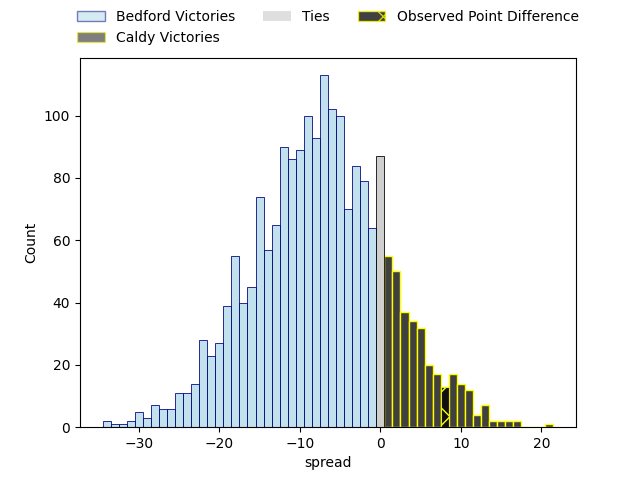 Bedford Victories Ties Observed Point Difference
Caldy Victories
100
80
60
40
20
0
Count
−30 −20 −10 0 10 20
spread